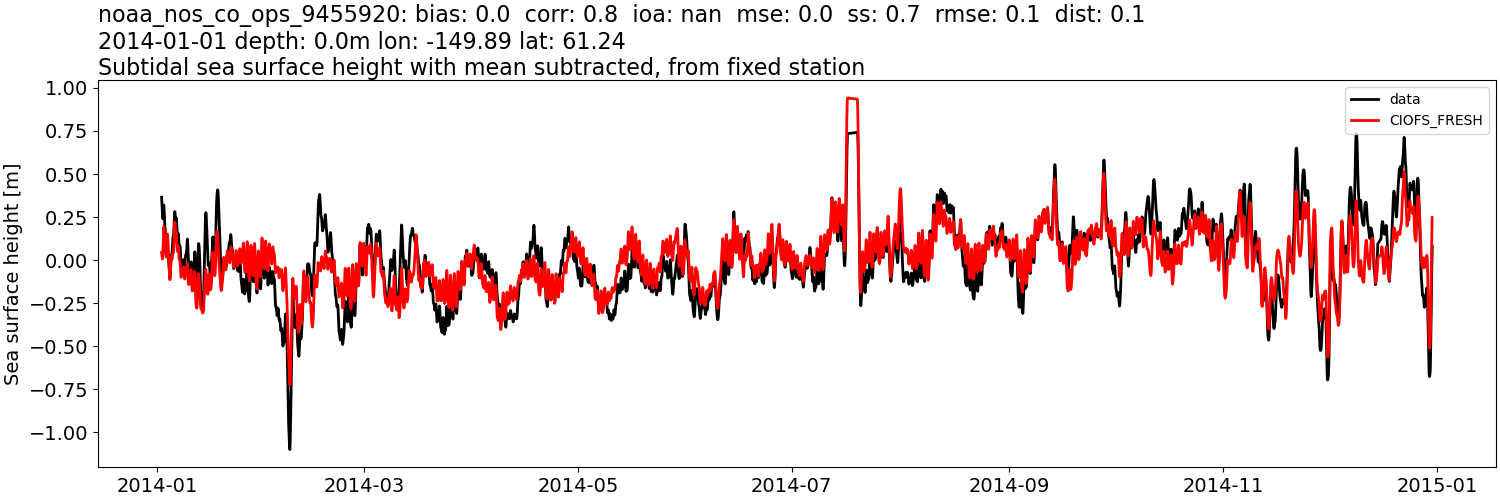 noaa_nos_co_ops_9455920: bias: 0.0  corr: 0.8  ioa: nan  mse: 0.0  ss: 0.7  rmse: 0.1  dist: 0.1
2014-01-01 depth: 0.0m lon: -149.89 lat: 61.24
Subtidal sea surface height with mean subtracted, from fixed station
Sea surface height [m]
1.00
0.75
0.50
0.25
0.00
−0.25
−0.50
−0.75
−1.00
data
CIOFS_FRESH
2014-01
2014-03
2014-05
2014-07
2014-09
2014-11
2015-01